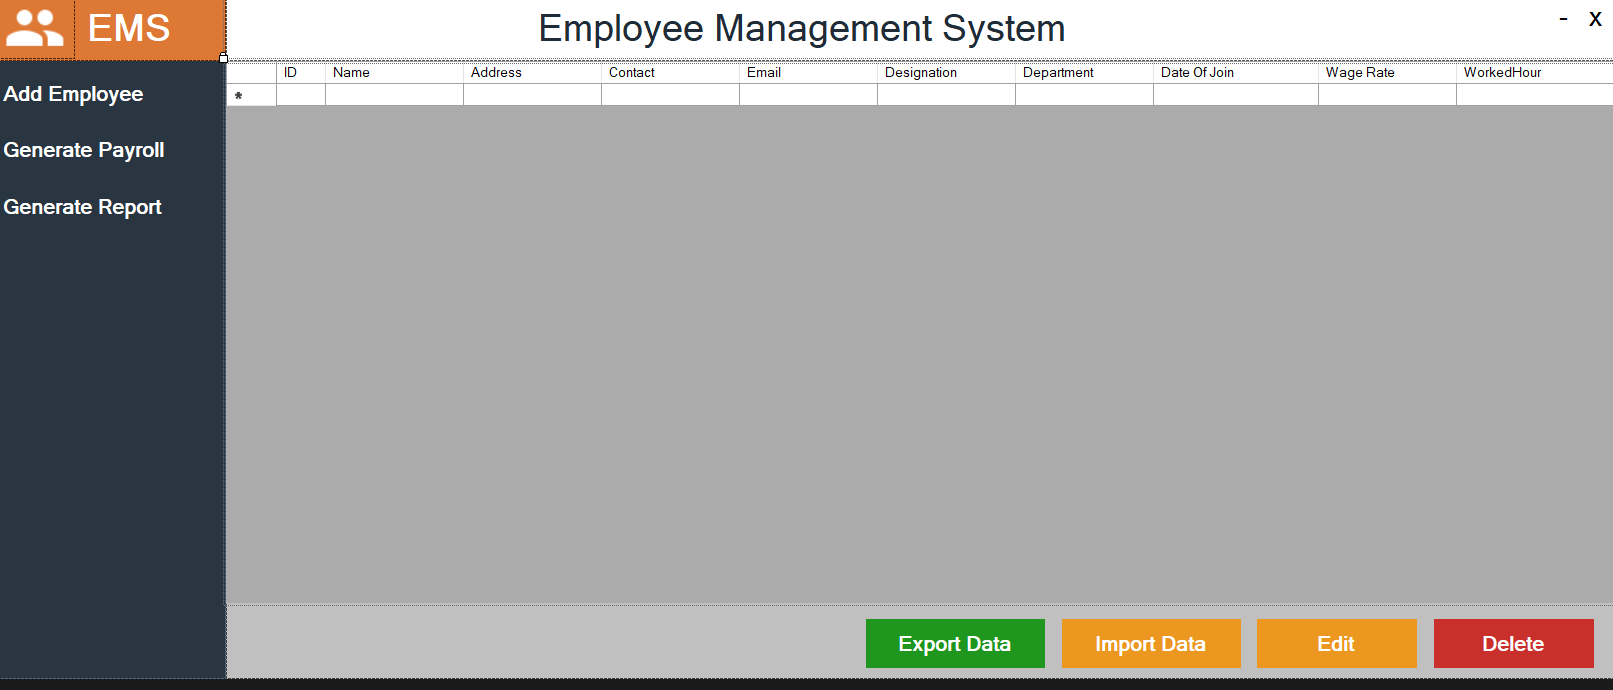 EMS
Employee Management System
- X
ID Name Address Contact Email Designation Department Date Of Join Wage Rate WorkedHour
*
Add Employee
Generate Payroll
Generate Report
Export Data Import Data Edit Delete